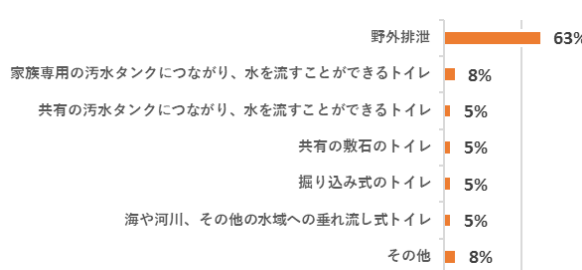 野外排泄 63%
家族専用の汚水タンクにつながり、水を流すことができるトイレ 8%
共有の汚水タンクにつながり、水を流すことができるトイレ 5%
共有の敷石のトイレ 5%
掘り込み式のトイレ 5%
海や河川、その他の水域への垂れ流し式トイレ 5%
その他 8%